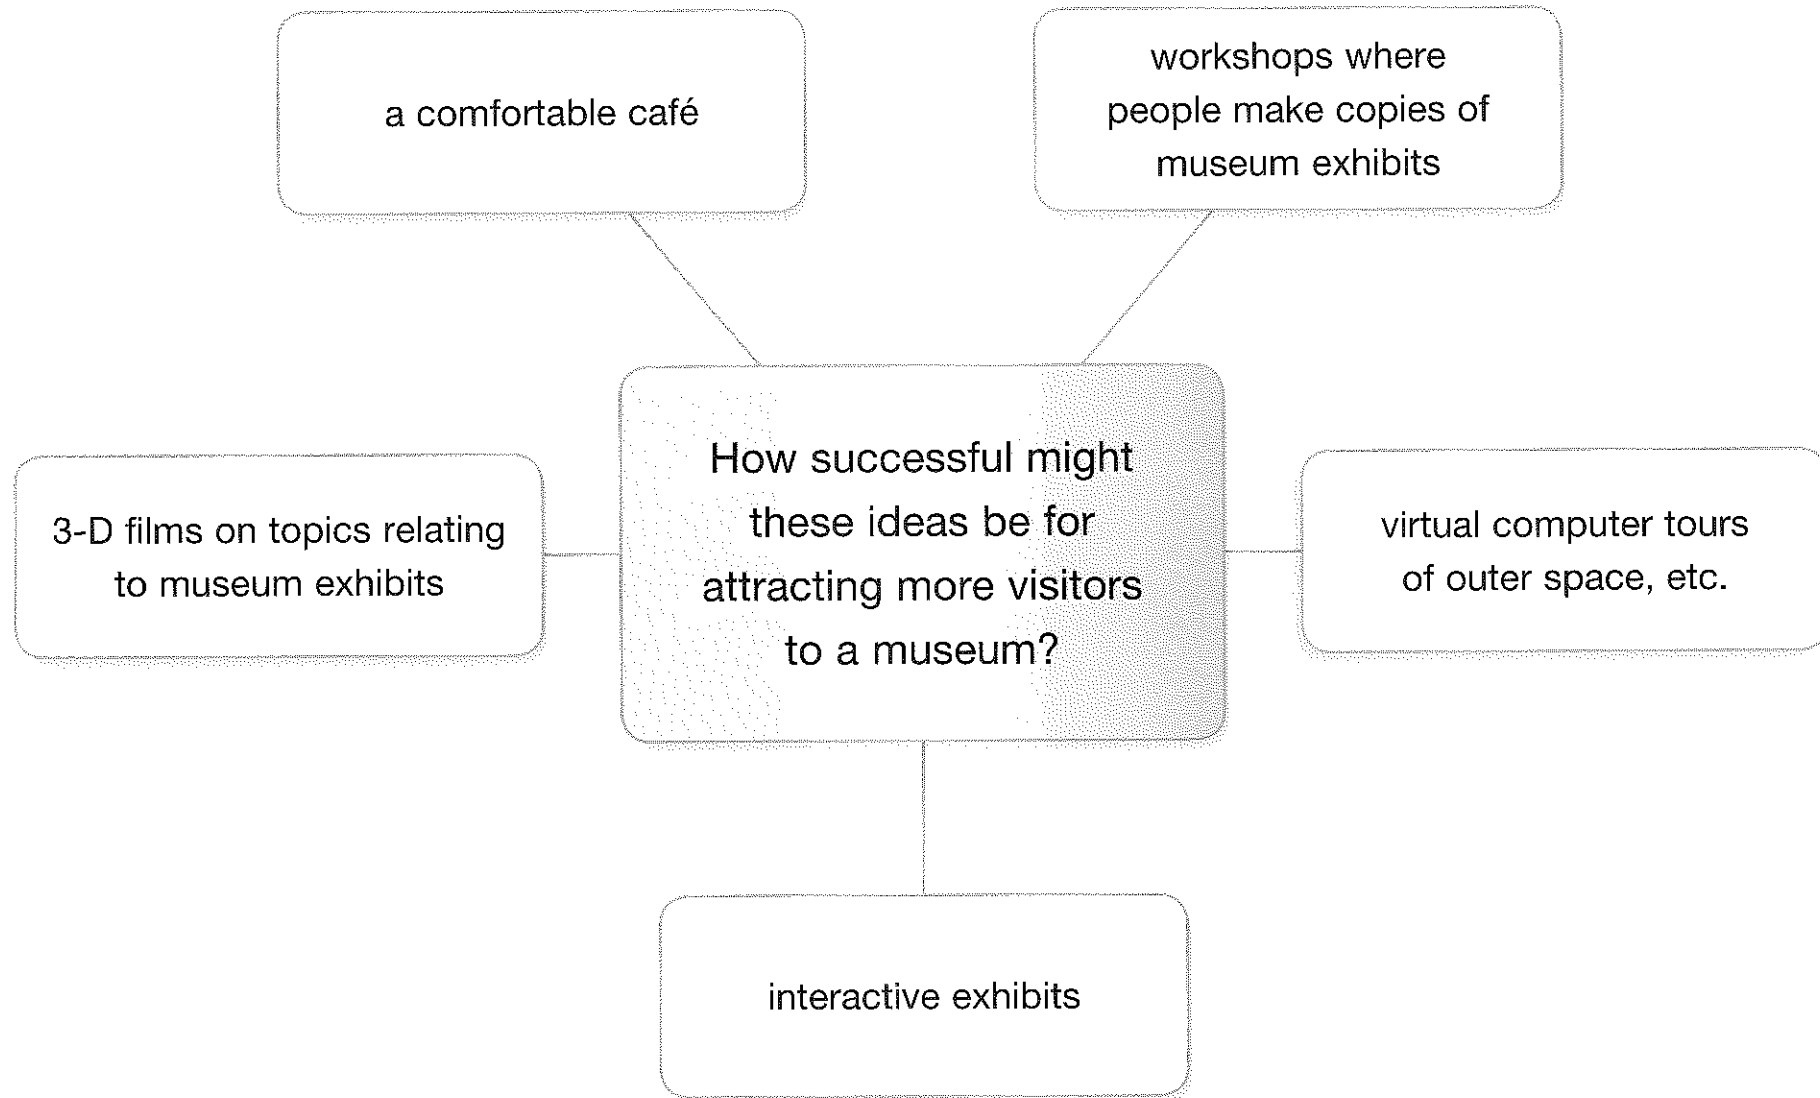 a comfortable café
workshops where
people make copies of
museum exhibits
3-D films on topics relating
to museum exhibits
How successful might
these ideas be for
attracting more visitors
to a museum?
virtual computer tours
of outer space, etc.
interactive exhibits